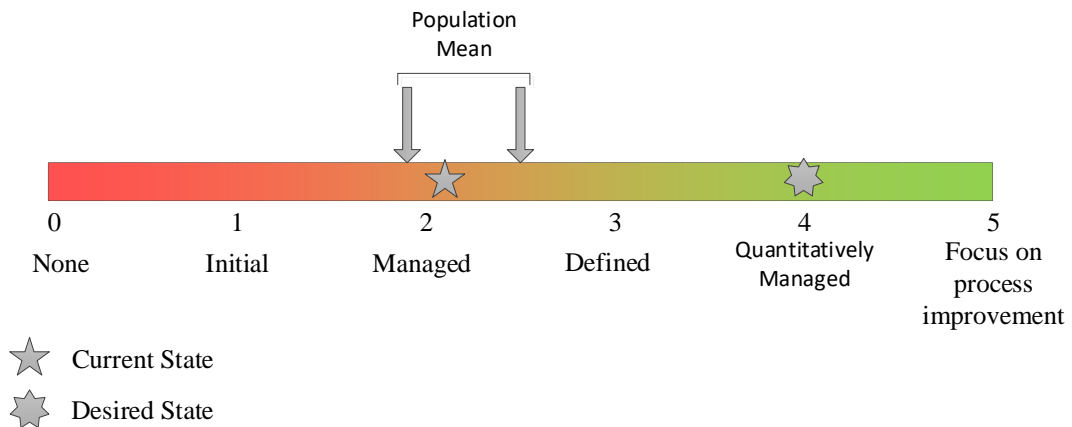 Population
Mean
0 1 2 3 4 5
None Initial Managed Defined Quantitatively Managed Focus on process improvement
Current State
Desired State